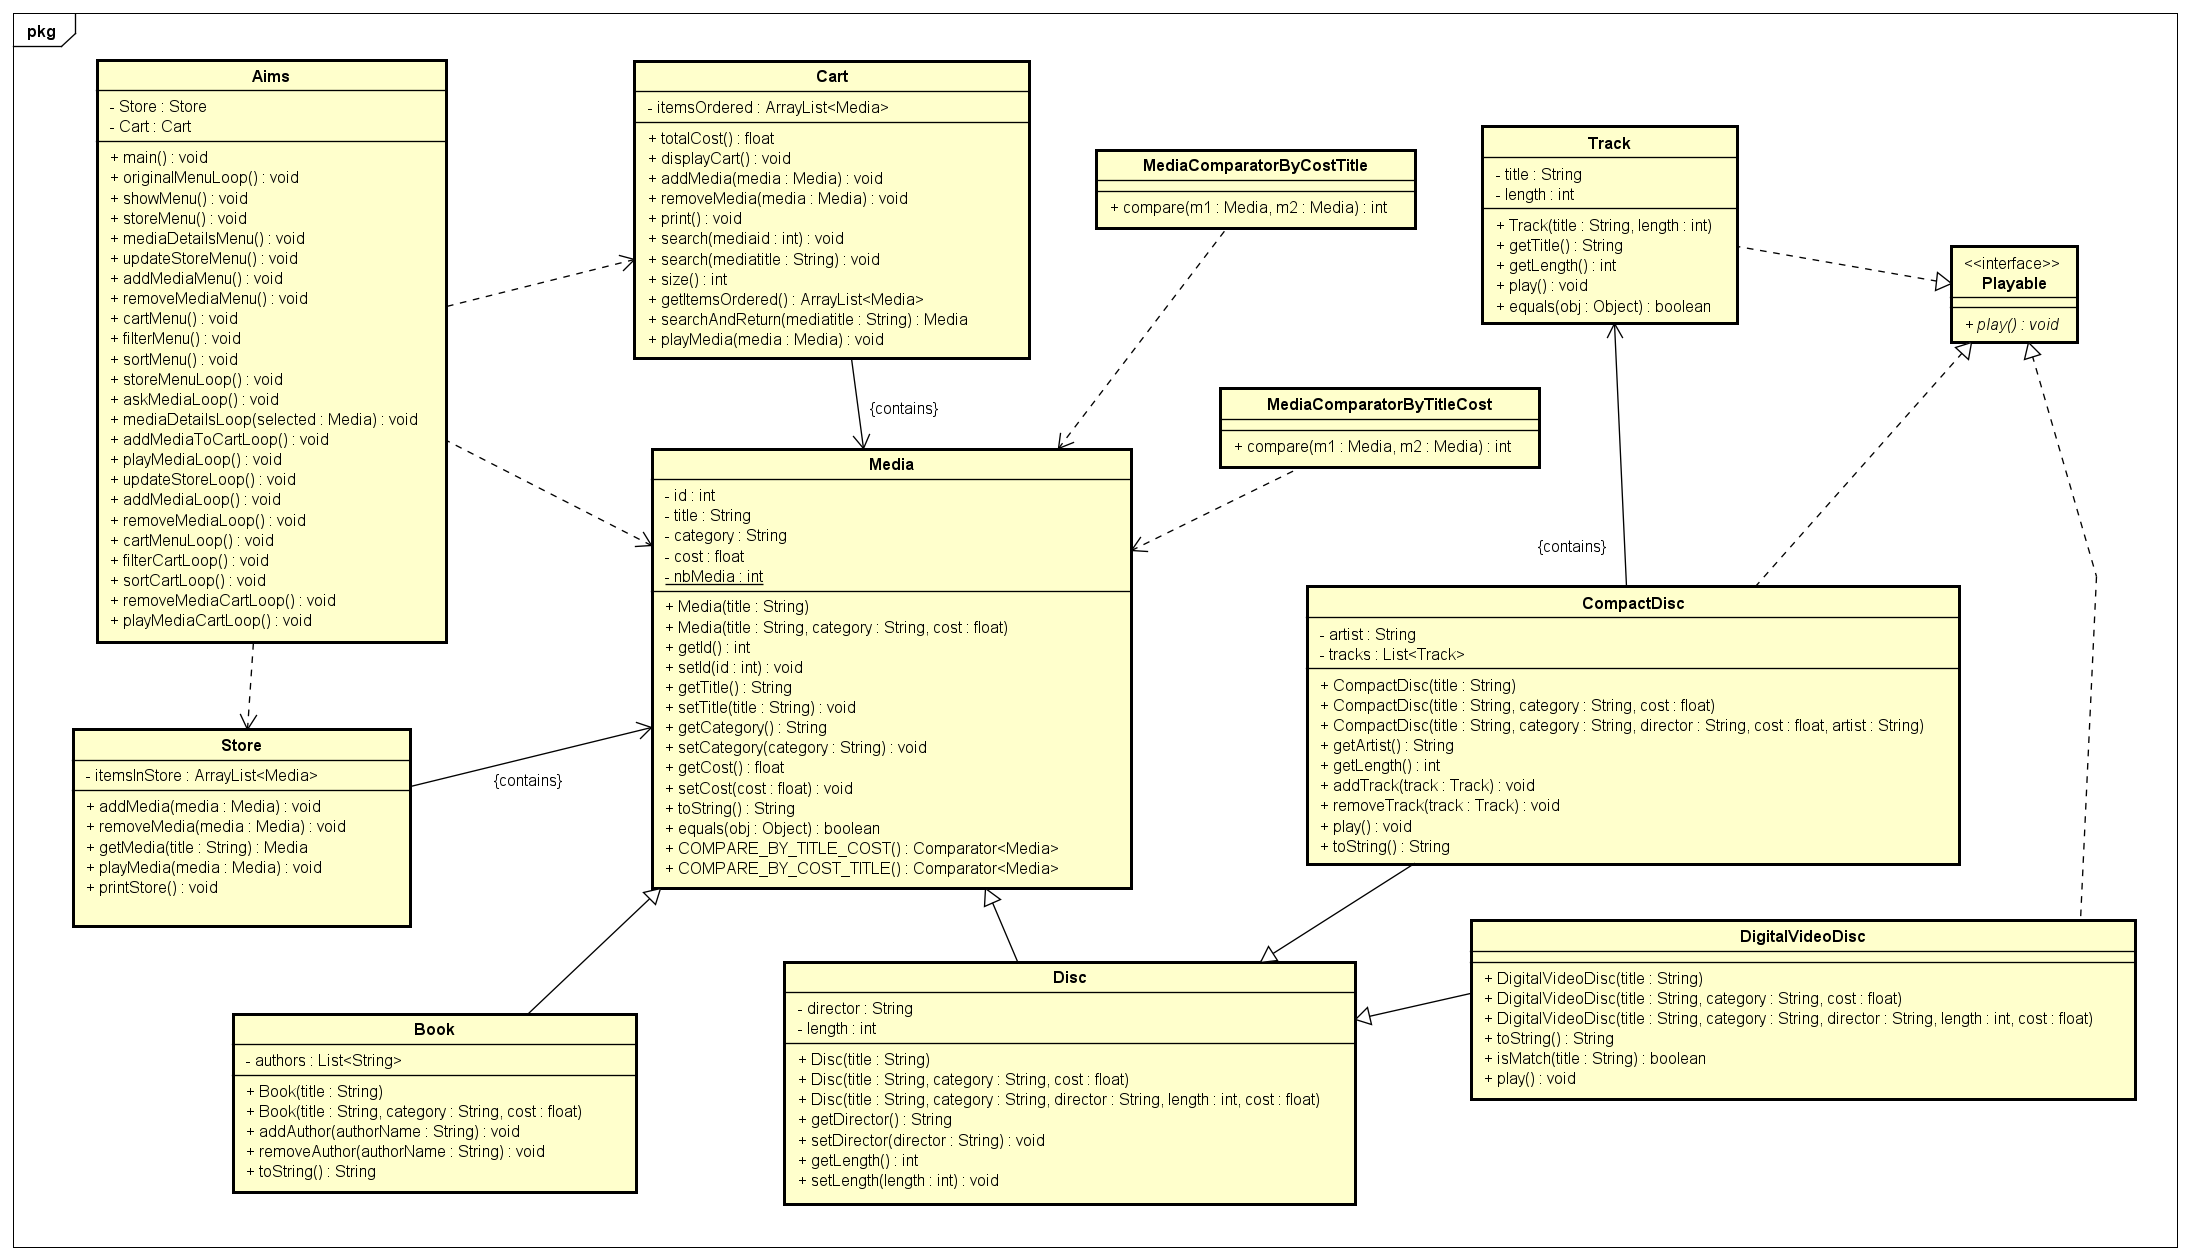 pkg
Aims
- Store : Store
- Cart : Cart
+ main() : void
+ originalMenuLoop() : void
+ showMenu() : void
+ storeMenu() : void
+ mediaDetailsMenu() : void
+ updateStoreMenu() : void
+ addMediaMenu() : void
+ removeMediaMenu() : void
+ cartMenu() : void
+ filterMenu() : void
+ sortMenu() : void
+ storeMenuLoop() : void
+ askMediaLoop() : void
+ mediaDetailsLoop(selected : Media) : void
+ addMediaToCartLoop() : void
+ playMediaLoop() : void
+ updateStoreLoop() : void
+ addMediaLoop() : void
+ removeMediaLoop() : void
+ cartMenuLoop() : void
+ filterCartLoop() : void
+ sortCartLoop() : void
+ removeMediaCartLoop() : void
+ playMediaCartLoop() : void
Cart
- itemsOrdered : ArrayList<Media>
+ totalCost() : float
+ displayCart() : void
+ addMedia(media : Media) : void
+ removeMedia(media : Media) : void
+ print() : void
+ search(mediaid : int) : void
+ search(mediatitle : String) : void
+ size() : int
+ getItemsOrdered() : ArrayList<Media>
+ searchAndReturn(mediatitle : String) : Media
+ playMedia(media : Media) : void
MediaComparatorByCostTitle
+ compare(m1 : Media, m2 : Media) : int
Track
- title : String
- length : int
+ Track(title : String, length : int)
+ getTitle() : String
+ getLength() : int
+ play() : void
+ equals(obj : Object) : boolean
<<interface>>
Playable
+ play() : void
{contains}
MediaComparatorByTitleCost
+ compare(m1 : Media, m2 : Media) : int
Media
- id : int
- title : String
- category : String
- cost : float
- nbMedia : int
+ Media(title : String)
+ Media(title : String, category : String, cost : float)
+ getId() : int
+ setId(id : int) : void
+ getTitle() : String
+ setTitle(title : String) : void
+ getCategory() : String
+ setCategory(category : String) : void
+ getCost() : float
+ setCost(cost : float) : void
+ toString() : String
+ equals(obj : Object) : boolean
+ COMPARE_BY_TITLE_COST() : Comparator<Media>
+ COMPARE_BY_COST_TITLE() : Comparator<Media>
{contains}
CompactDisc
- artist : String
- tracks : List<Track>
+ CompactDisc(title : String)
+ CompactDisc(title : String, category : String, cost : float)
+ CompactDisc(title : String, category : String, director : String, cost : float, artist : String)
+ getArtist() : String
+ getLength() : int
+ addTrack(track : Track) : void
+ removeTrack(track : Track) : void
+ play() : void
+ toString() : String
Store
- itemsInStore : ArrayList<Media>
+ addMedia(media : Media) : void
+ removeMedia(media : Media) : void
+ getMedia(title : String) : Media
+ playMedia(media : Media) : void
+ printStore() : void
{contains}
Book
- authors : List<String>
+ Book(title : String)
+ Book(title : String, category : String, cost : float)
+ addAuthor(authorName : String) : void
+ removeAuthor(authorName : String) : void
+ toString() : String
Disc
- director : String
- length : int
+ Disc(title : String)
+ Disc(title : String, category : String, cost : float)
+ Disc(title : String, category : String, director : String, length : int, cost : float)
+ getDirector() : String
+ setDirector(director : String) : void
+ getLength() : int
+ setLength(length : int) : void
DigitalVideoDisc
+ DigitalVideoDisc(title : String)
+ DigitalVideoDisc(title : String, category : String, cost : float)
+ DigitalVideoDisc(title : String, category : String, director : String, length : int, cost : float)
+ toString() : String
+ isMatch(title : String) : boolean
+ play() : void